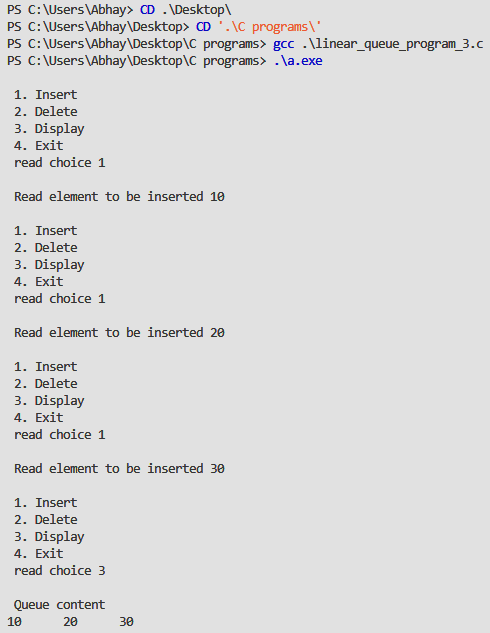 PS C:\Users\Abhay> CD .\Desktop\
PS C:\Users\Abhay\Desktop> CD '.\C programs\'
PS C:\Users\Abhay\Desktop\C programs> gcc .\linear_queue_program_3.c
PS C:\Users\Abhay\Desktop\C programs> .\a.exe
1. Insert
2. Delete
3. Display
4. Exit
read choice 1
Read element to be inserted 10
1. Insert
2. Delete
3. Display
4. Exit
read choice 1
Read element to be inserted 20
1. Insert
2. Delete
3. Display
4. Exit
read choice 1
Read element to be inserted 30
1. Insert
2. Delete
3. Display
4. Exit
read choice 3
Queue content
10 20 30